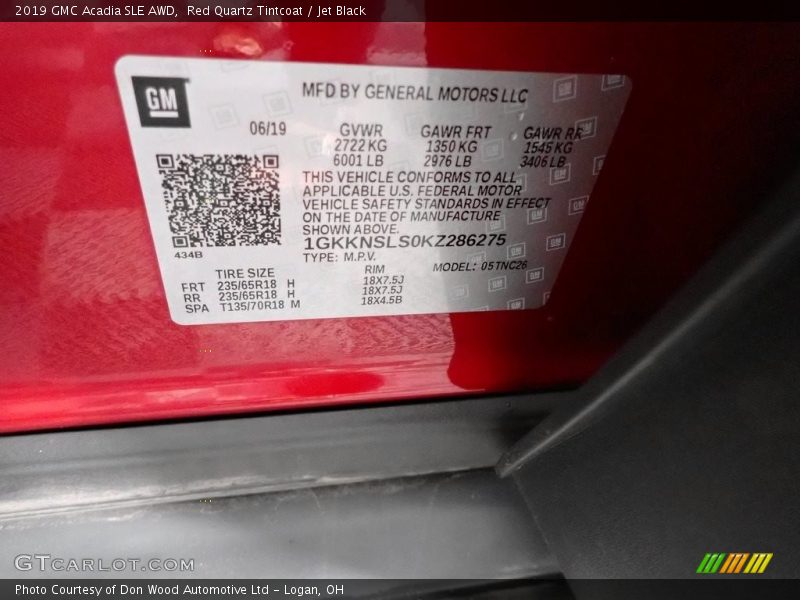 2019 GMC Acadia SLE AWD,  Red Quartz Tintcoat / Jet Black
GM
MFD BY GENERAL MOTORS LLC
06/19 GVWR GAWR FRT GAWR RR
2722 KG 1350 KG 1545 KG
6001 LB 2976 LB 3406 LB
THIS VEHICLE CONFORMS TO ALL
APPLICABLE U.S. FEDERAL MOTOR
VEHICLE SAFETY STANDARDS IN EFFECT
ON THE DATE OF MANUFACTURE
SHOWN ABOVE.
434B
1GKKNSLS0KZ286275
TYPE: M.P.V. MODEL: 05TNC26
TIRE SIZE RIM
FRT 235/65R18 H 18X7.5J
RR 235/65R18 H 18X7.5J
SPA T135/70R18 M 18X4.5B
GTCARLOT.COM
Photo Courtesy of Don Wood Automotive Ltd - Logan, OH